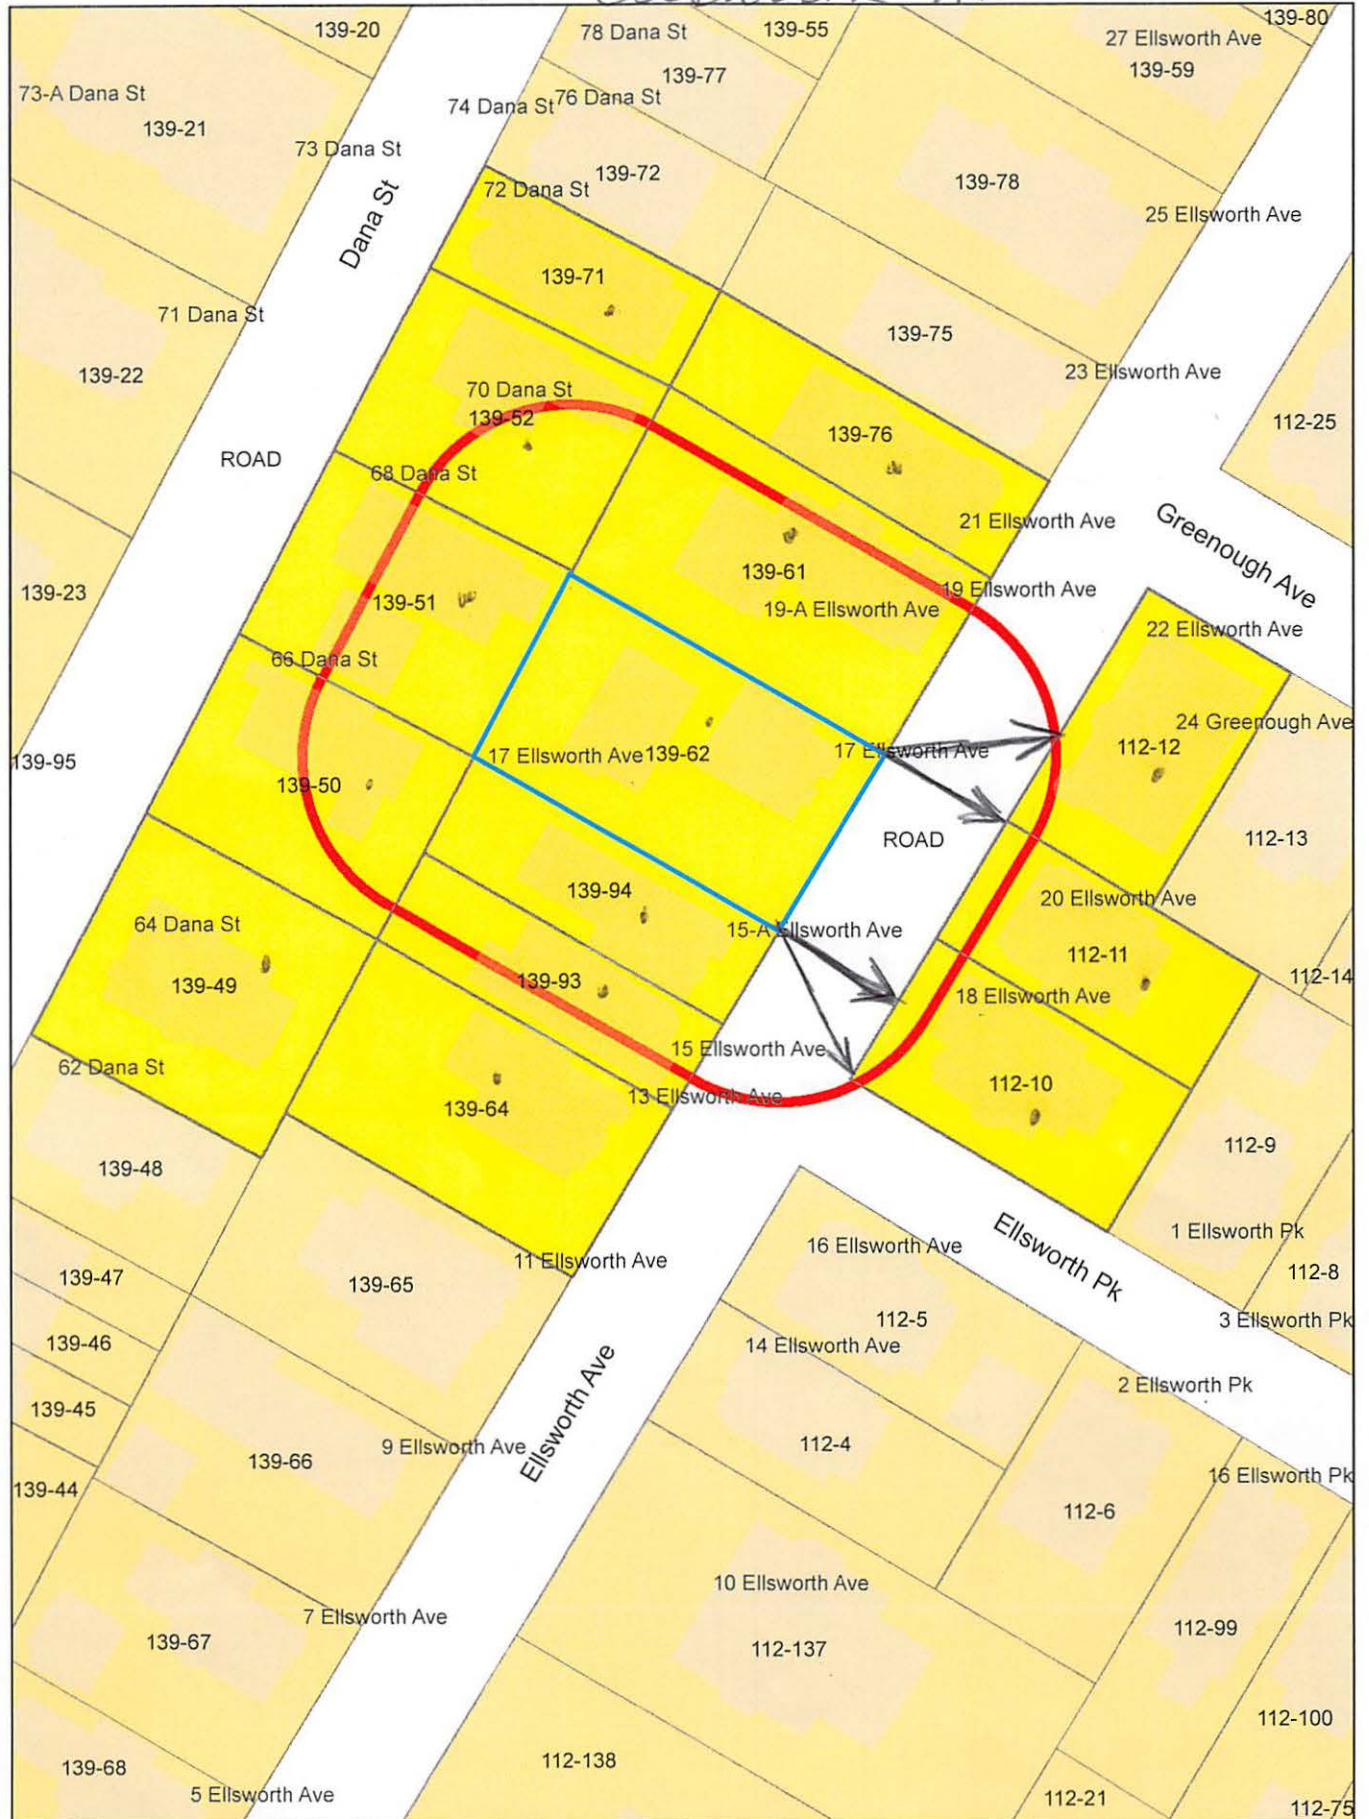 139-20
78 Dana St
139-55
139-80
27 Ellsworth Ave
139-77
139-59
73-A Dana St
74 Dana St
76 Dana St
139-21
73 Dana St
139-72
72 Dana St
139-78
Dana St
25 Ellsworth Ave
139-71
71 Dana St
139-75
139-22
23 Ellsworth Ave
70 Dana St
139-52
139-76
112-25
ROAD
68 Dana St
21 Ellsworth Ave
Greenough Ave
139-61
139-23
139-51
19-A Ellsworth Ave
19 Ellsworth Ave
22 Ellsworth Ave
66 Dana St
24 Greenough Ave
139-95
17 Ellsworth Ave
139-62
17 Ellsworth Ave
112-12
139-50
ROAD
112-13
139-94
20 Ellsworth Ave
64 Dana St
15-A Ellsworth Ave
112-11
139-49
139-93
112-14
18 Ellsworth Ave
15 Ellsworth Ave
62 Dana St
13 Ellsworth Ave
112-10
139-64
112-9
139-48
Ellsworth Pk
1 Ellsworth Pk
16 Ellsworth Ave
11 Ellsworth Ave
139-47
139-65
112-8
112-5
3 Ellsworth Pk
139-46
14 Ellsworth Ave
2 Ellsworth Pk
139-45
Ellsworth Ave
9 Ellsworth Ave
112-4
139-66
16 Ellsworth Pk
139-44
112-6
10 Ellsworth Ave
7 Ellsworth Ave
112-99
139-67
112-137
112-100
139-68
112-138
5 Ellsworth Ave
112-21
112-75